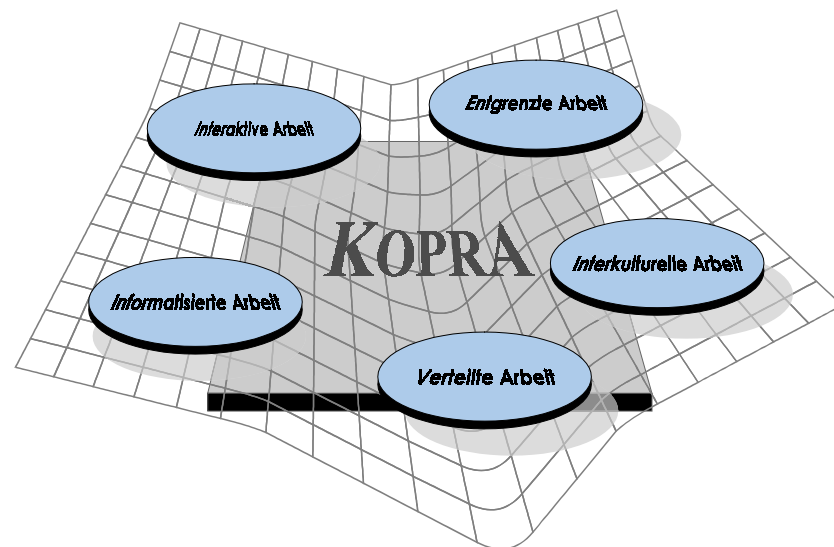 Entgrenzte Arbeit
Interaktive Arbeit
KOPRA
Interkulturelle Arbeit
Informatisierte Arbeit
Verteilte Arbeit